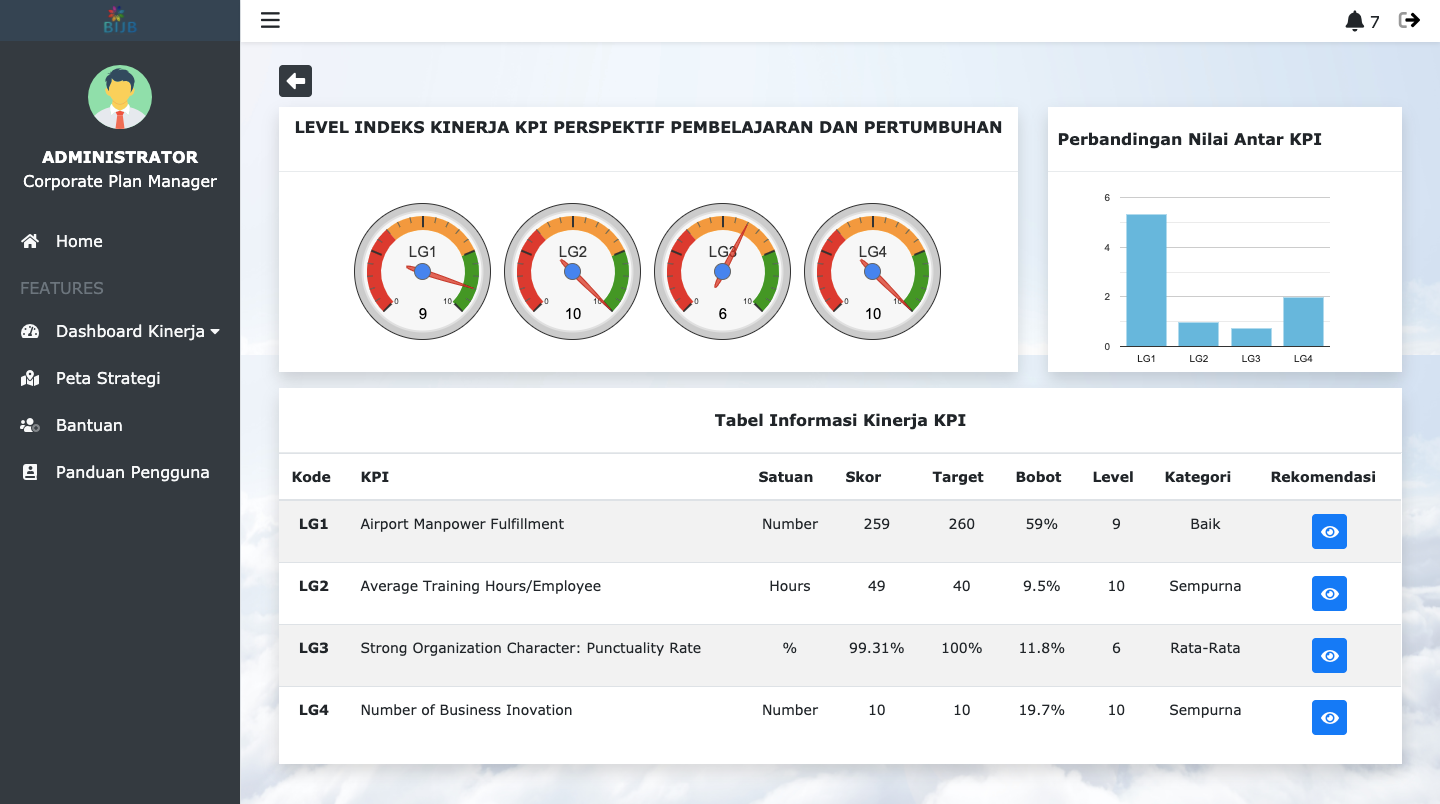 BIJB
7
ADMINISTRATOR
Corporate Plan Manager
Home
FEATURES
Dashboard Kinerja
Peta Strategi
Bantuan
Panduan Pengguna
LEVEL INDEKS KINERJA KPI PERSPEKTIF PEMBELAJARAN DAN PERTUMBUHAN
LG1
0 10
9
LG2
0 10
10
LG3
0 10
6
LG4
0 10
10
Perbandingan Nilai Antar KPI
6
4
2
0
LG1 LG2 LG3 LG4
Tabel Informasi Kinerja KPI
Kode KPI Satuan Skor Target Bobot Level Kategori Rekomendasi
LG1 Airport Manpower Fulfillment Number 259 260 59% 9 Baik
LG2 Average Training Hours/Employee Hours 49 40 9.5% 10 Sempurna
LG3 Strong Organization Character: Punctuality Rate % 99.31% 100% 11.8% 6 Rata-Rata
LG4 Number of Business Inovation Number 10 10 19.7% 10 Sempurna